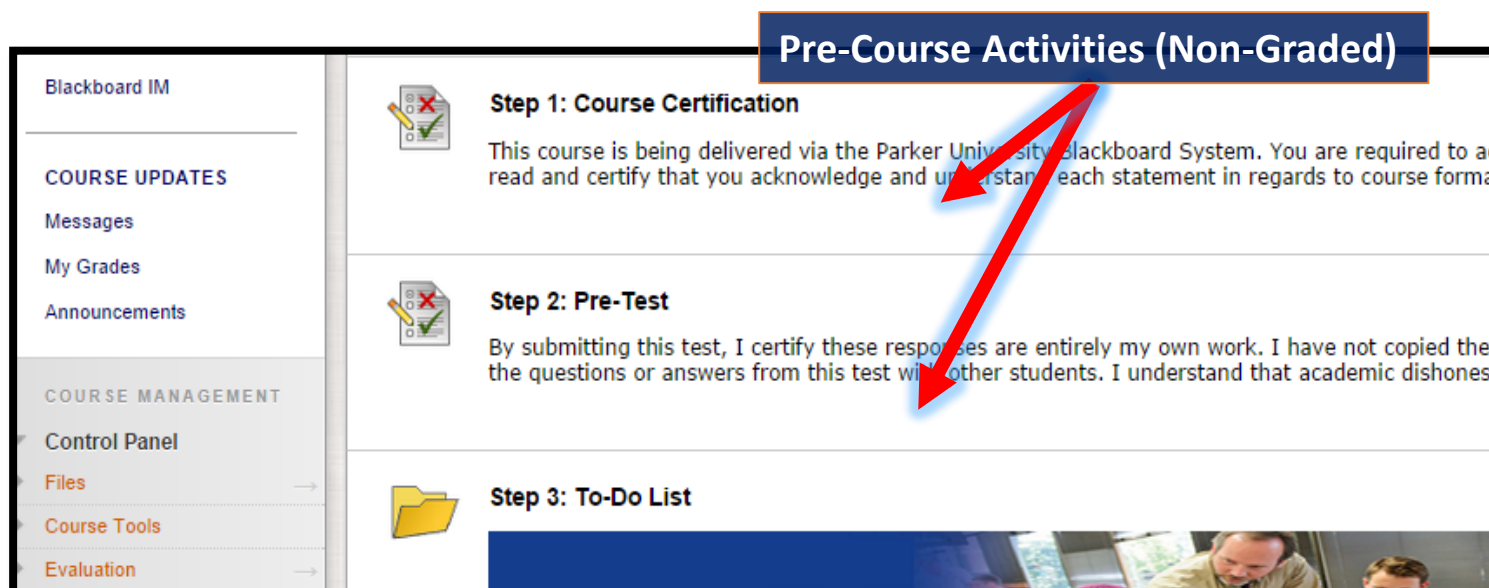 Pre-Course Activities (Non-Graded)
Blackboard IM
COURSE UPDATES
Messages
My Grades
Announcements
COURSE MANAGEMENT
Control Panel
Files
Course Tools
Evaluation
Step 1: Course Certification
This course is being delivered via the Parker University Blackboard System. You are required to
read and certify that you acknowledge and understand each statement in regards to course
Step 2: Pre-Test
By submitting this test, I certify these responses are entirely my own work. I have not copied the
the questions or answers from this test with other students. I understand that academic
Step 3: To-Do List